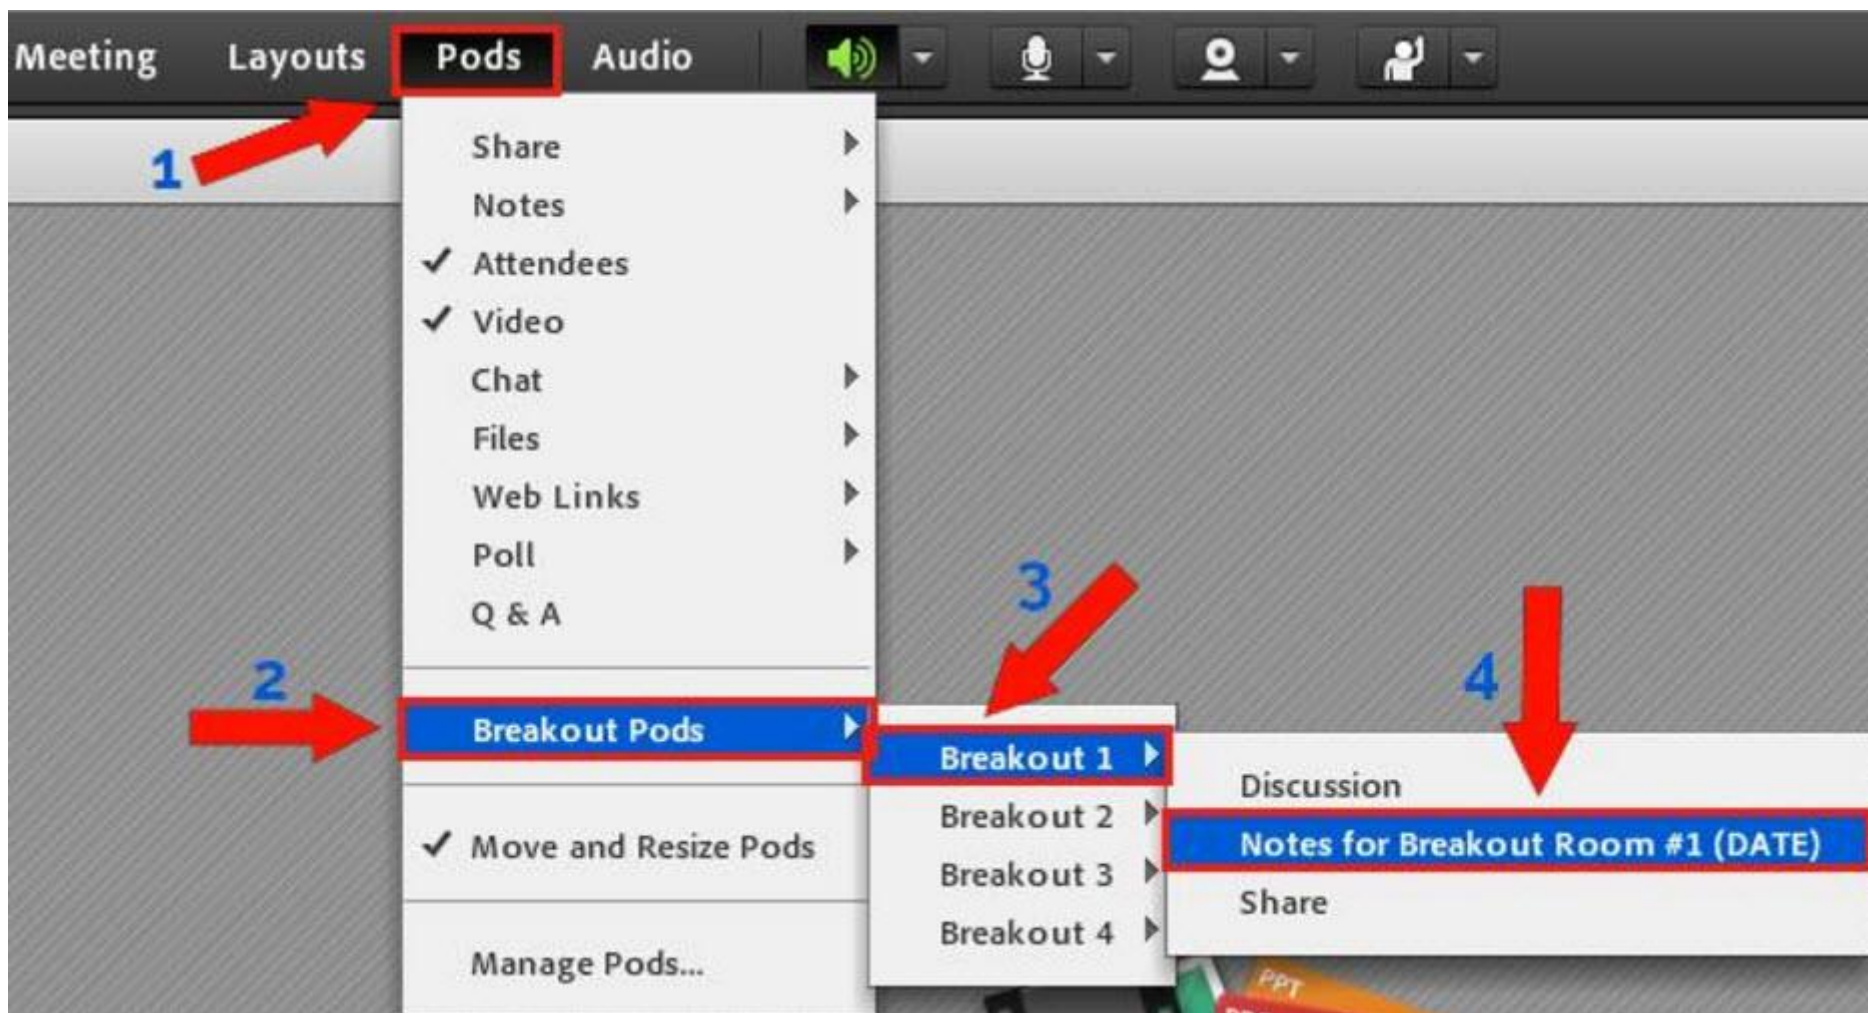 Meeting Layouts Pods Audio
1
Share
Notes
Attendees
Video
Chat
Files
Web Links
Poll
Q & A
2
Breakout Pods
Move and Resize Pods
Manage Pods...
3
Breakout 1
Breakout 2
Breakout 3
Breakout 4
4
Discussion
Notes for Breakout Room #1 (DATE)
Share
PPT